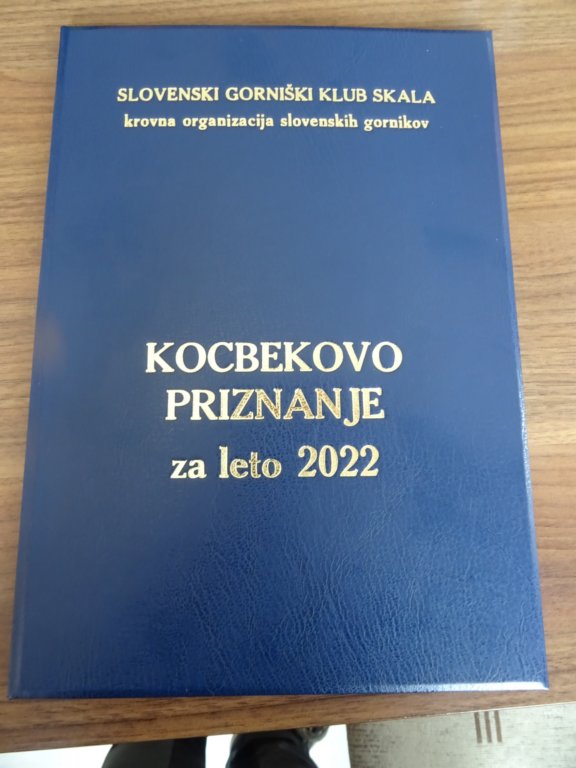 SLOVENSKI GORNIŠKI KLUB SKALA
krovna organizacija slovenskih gornikov
KOCBEKOVO
PRIZNANJE
za leto 2022